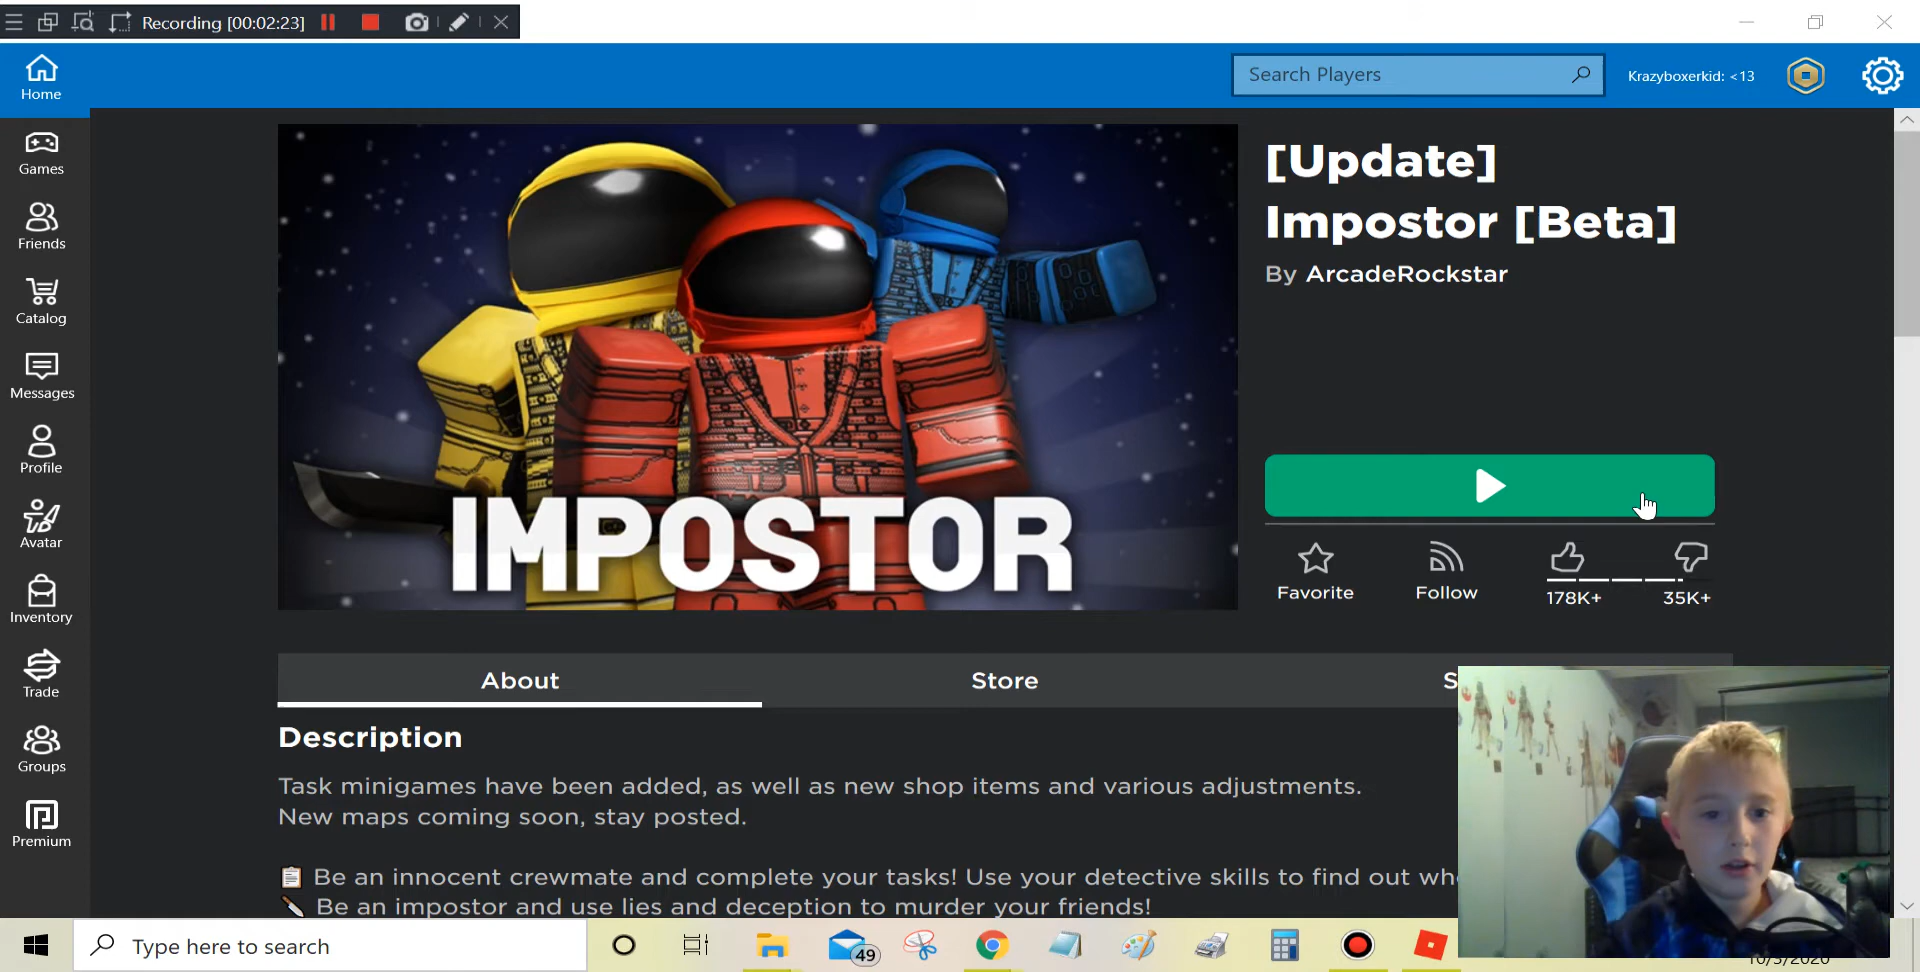 Recording [00:02:23]
Home
Search Players
Krazyboxerkid: <13
Games
Friends
Catalog
Messages
Profile
Avatar
Inventory
Trade
Groups
Premium
IMPOSTOR
[Update]
Impostor [Beta]
By ArcadeRockstar
Favorite
Follow
178K+
35K+
About
Store
S
Description
Task minigames have been added, as well as new shop items and various adjustments.
New maps coming soon, stay posted.
Be an innocent crewmate and complete your tasks! Use your detective skills to find out wh
Be an impostor and use lies and deception to murder your friends!
Type here to search
49
10/3/2020